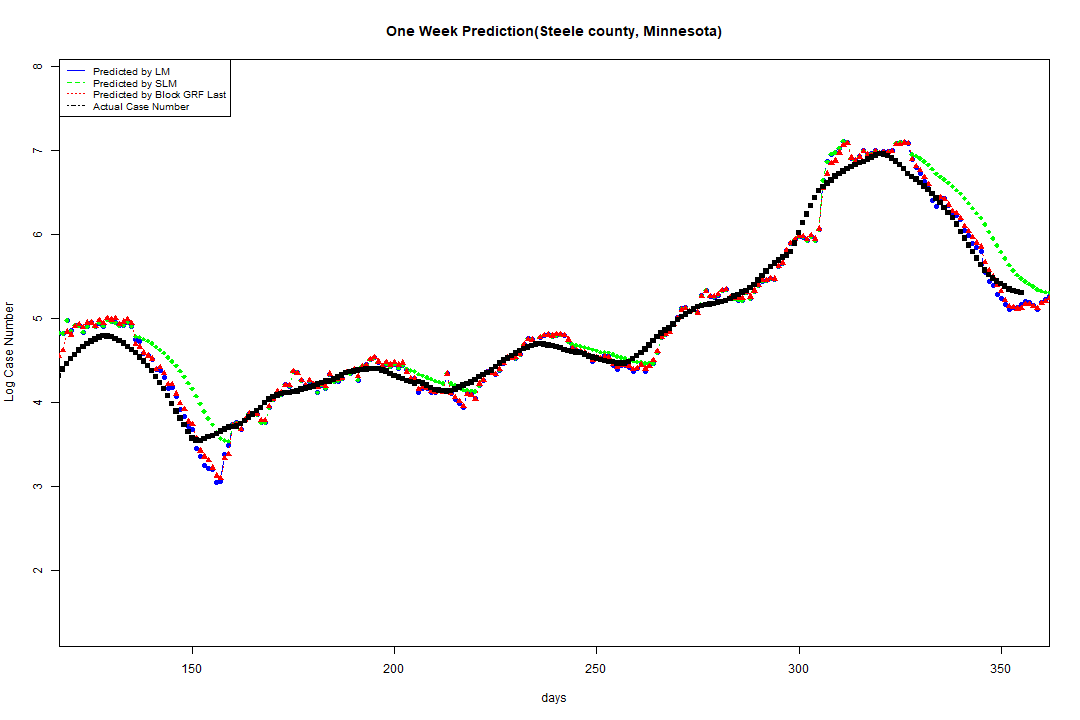 One Week Prediction(Steele county, Minnesota)
Predicted by LM
Predicted by SLM
Predicted by Block GRF Last
Actual Case Number
8
7
6
5
4
3
2
Log Case Number
150 200 250 300 350
days